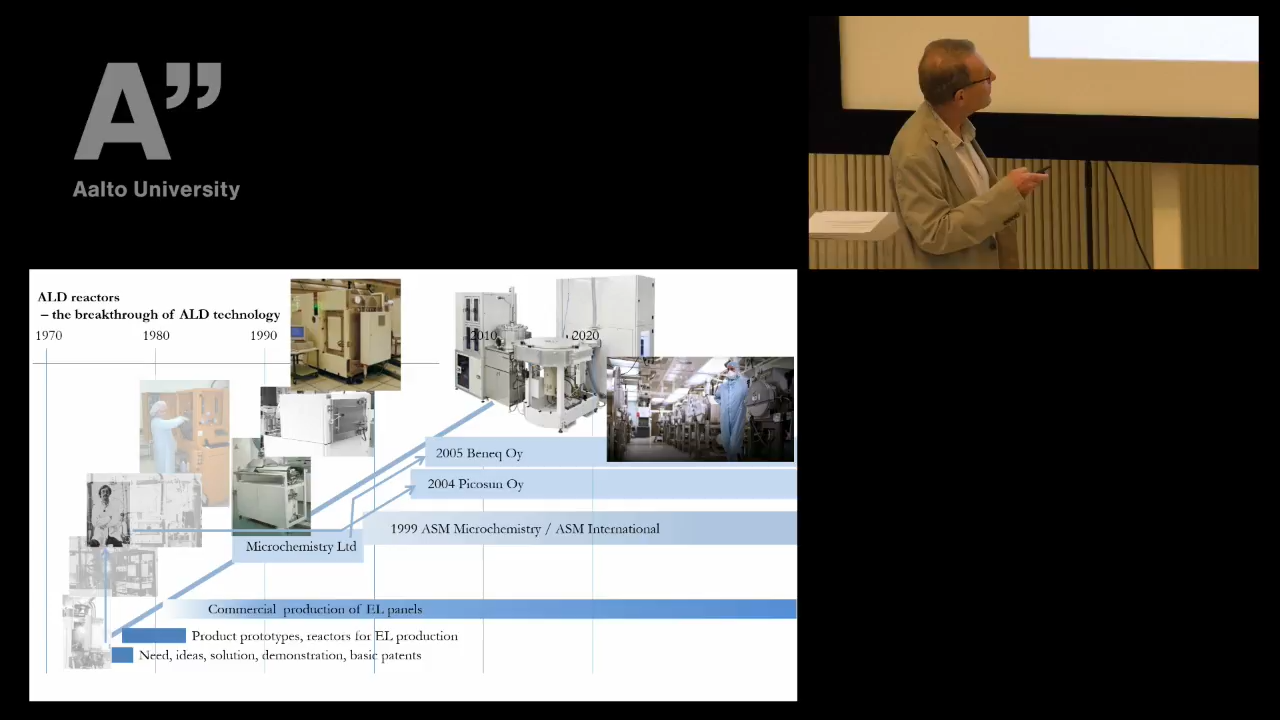 A”
Aalto University
ALD reactors
– the breakthrough of ALD technology
1970 1980 1990 2010 2020
2005 Beneq Oy
2004 Picosun Oy
1999 ASM Microchemistry / ASM International
Microchemistry Ltd
Commercial production of EL panels
Product prototypes, reactors for EL production
Need, ideas, solution, demonstration, basic patents